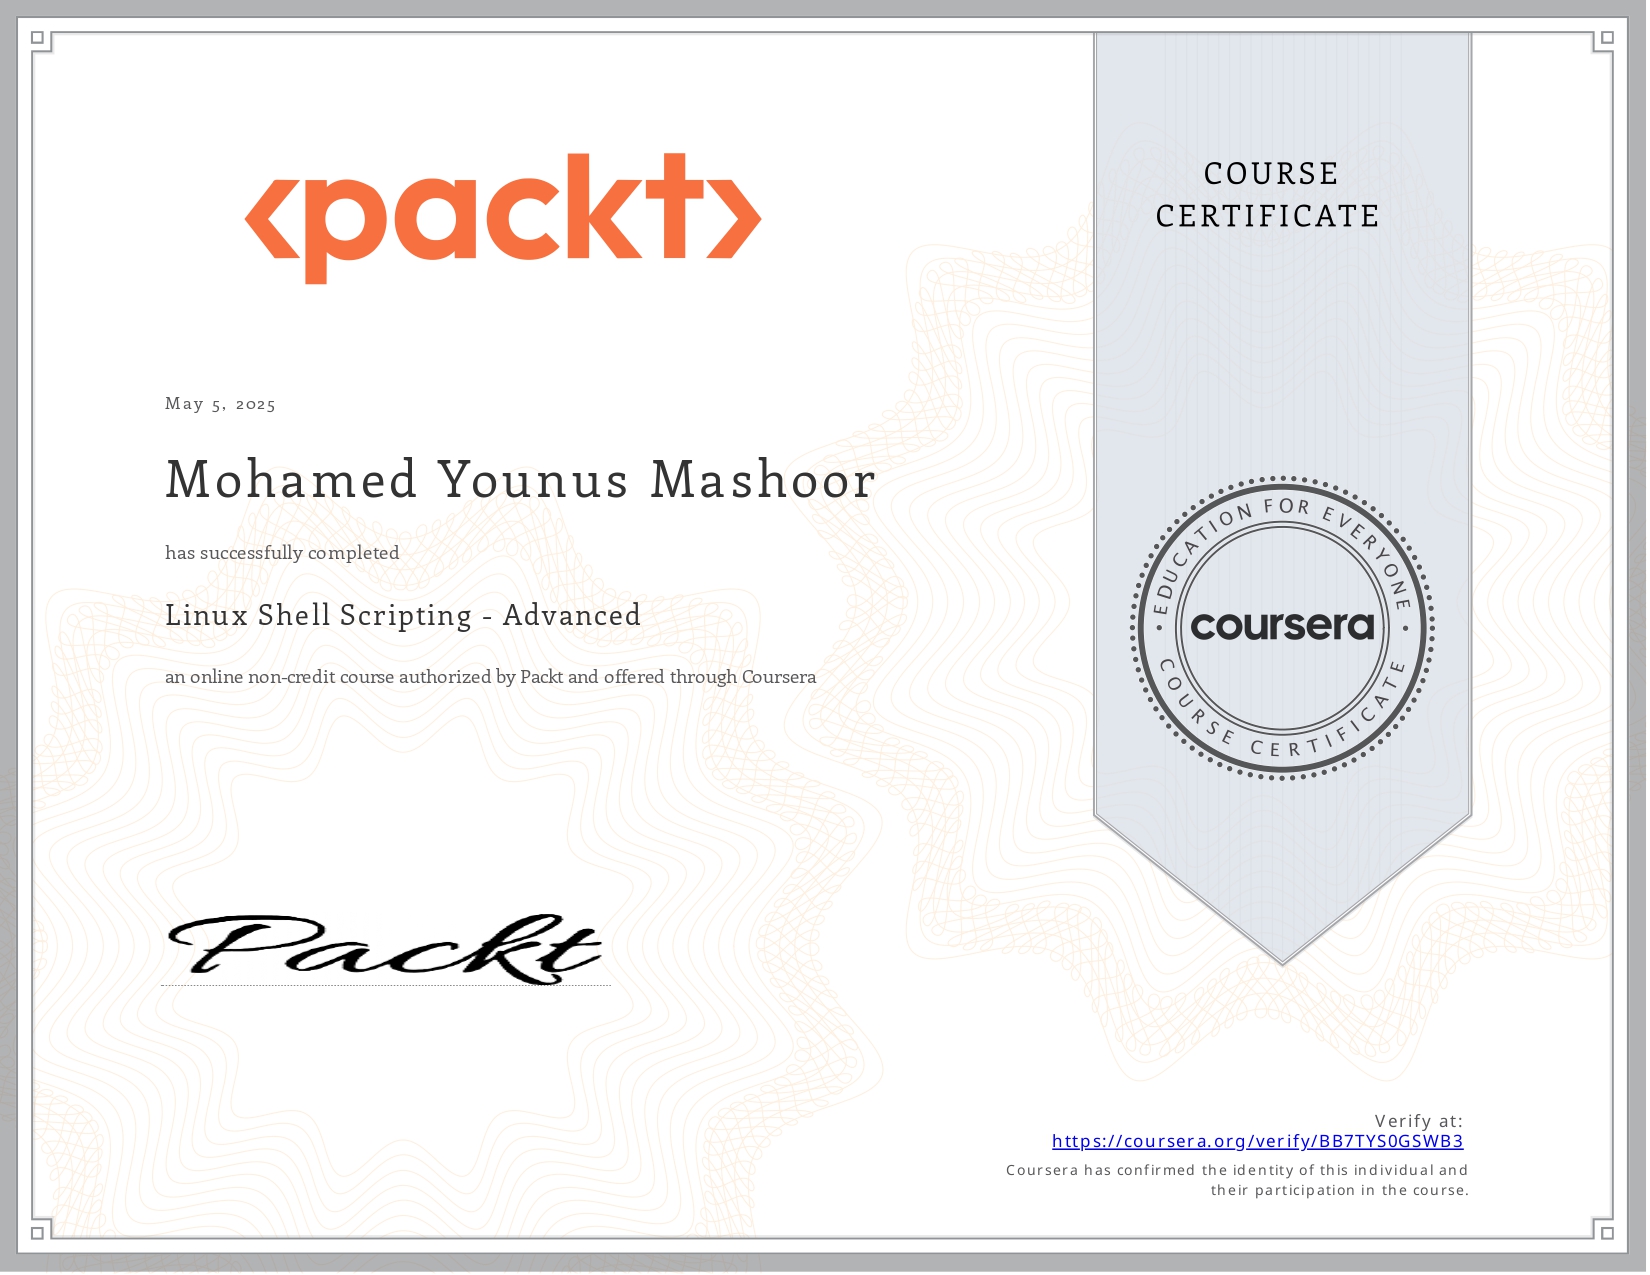 <packt>
COURSE
CERTIFICATE
May 5, 2025
Mohamed Younus Mashoor
has successfully completed
Linux Shell Scripting - Advanced
an online non-credit course authorized by Packt and offered through Coursera
EDUCATION FOR EVERYONE
coursera
COURSE CERTIFICATE
Packt
Verify at:
https://coursera.org/verify/BB7TYS0GSWB3
Coursera has confirmed the identity of this individual and
their participation in the course.